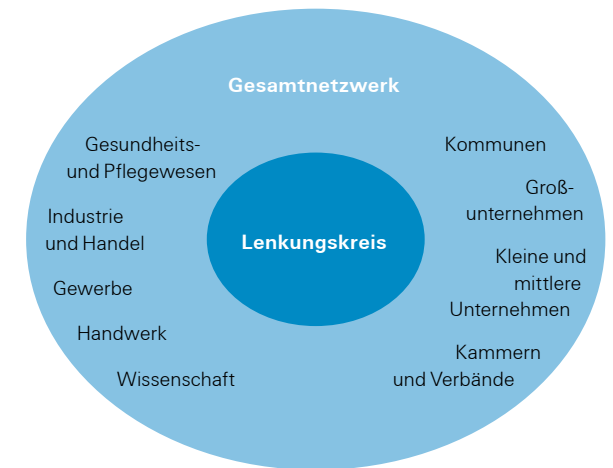 Gesamtnetzwerk
Gesundheits-
und Pflegewesen
Industrie
und Handel
Gewerbe
Handwerk
Wissenschaft
Lenkungskreis
Kommunen
Groß-
unternehmen
Kleine und
mittlere
Unternehmen
Kammern
und Verbände